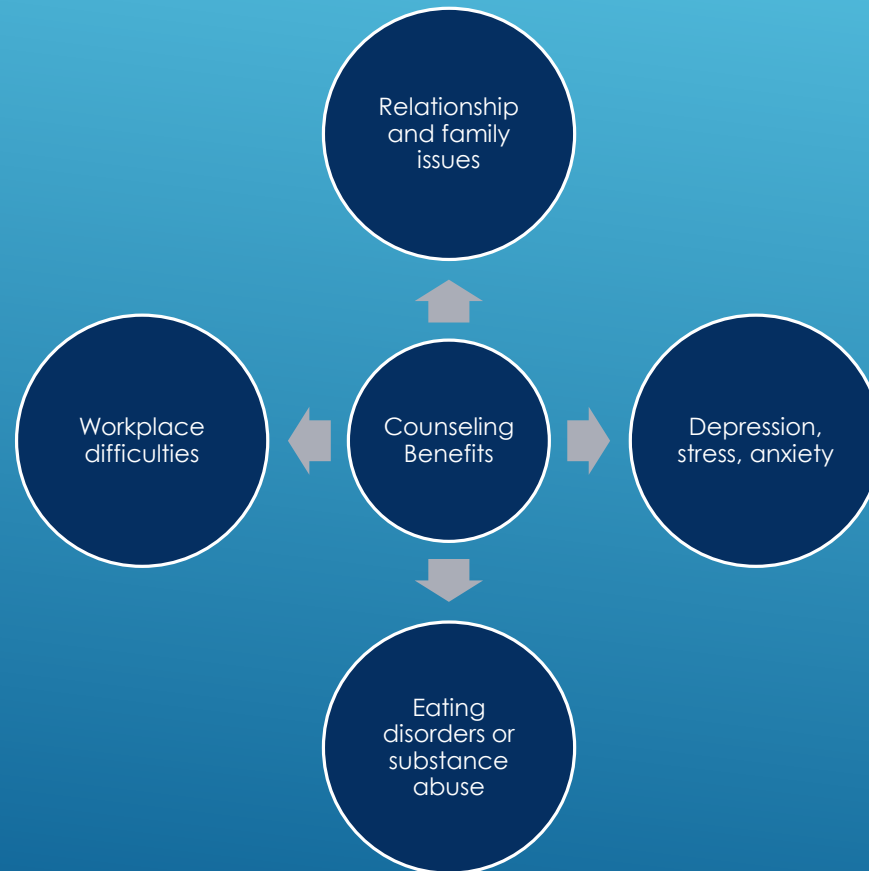 Relationship
and family
issues
Workplace
difficulties
Counseling
Benefits
Depression,
stress, anxiety
Eating
disorders or
substance
abuse